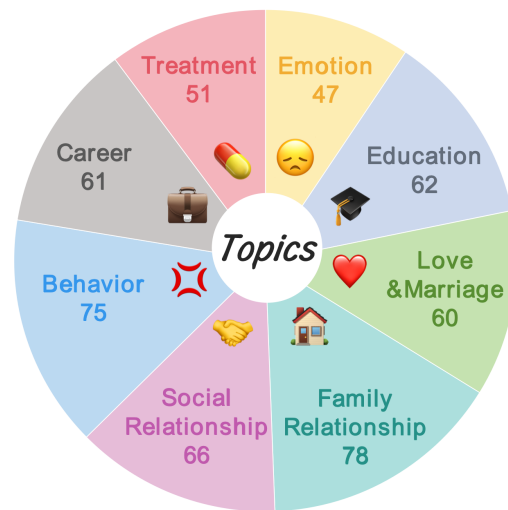 Treatment
51
Emotion
47
Education
62
Love
&Marriage
60
Family
Relationship
78
Social
Relationship
66
Behavior
75
Career
61
Topics